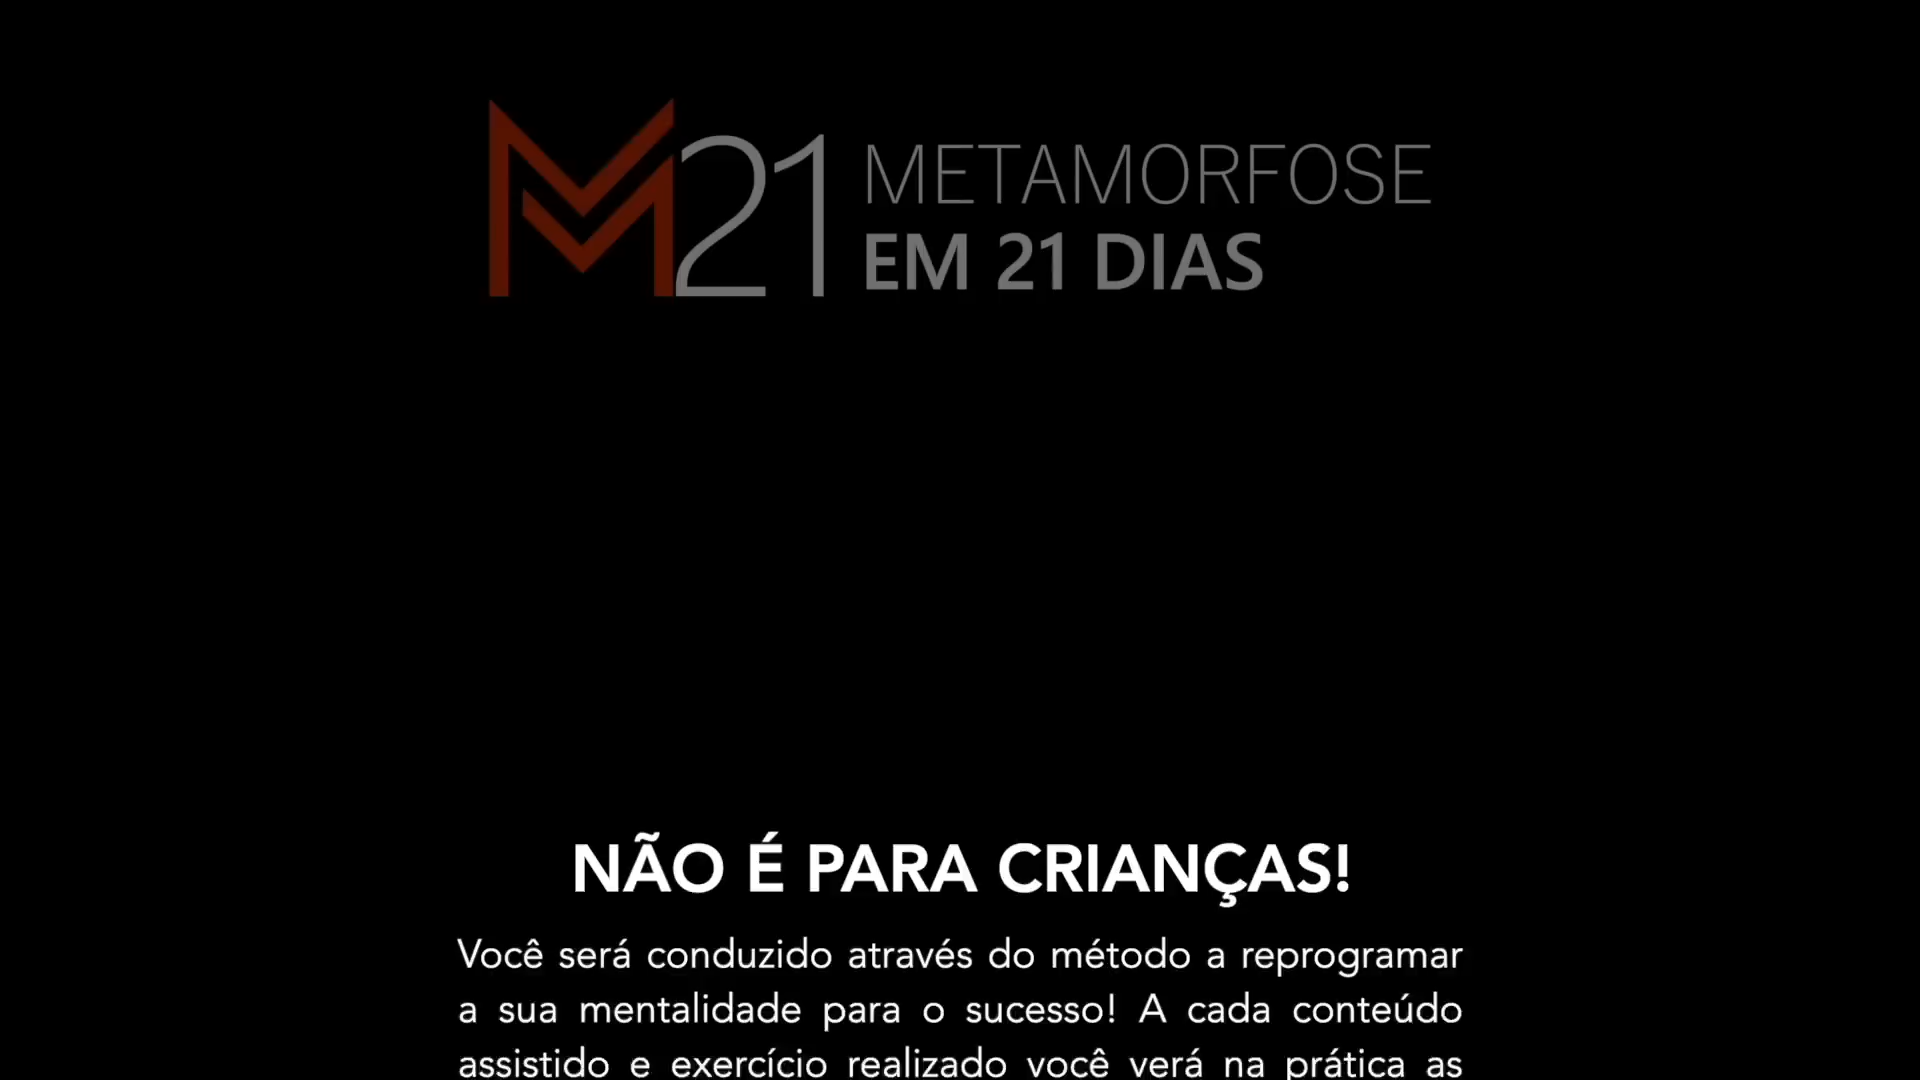 M21 METAMORFOSE
EM 21 DIAS
NÃO É PARA CRIANÇAS!
Você será conduzido através do método a reprogramar
a sua mentalidade para o sucesso! A cada conteúdo
assistido e exercício realizado você verá na prática as